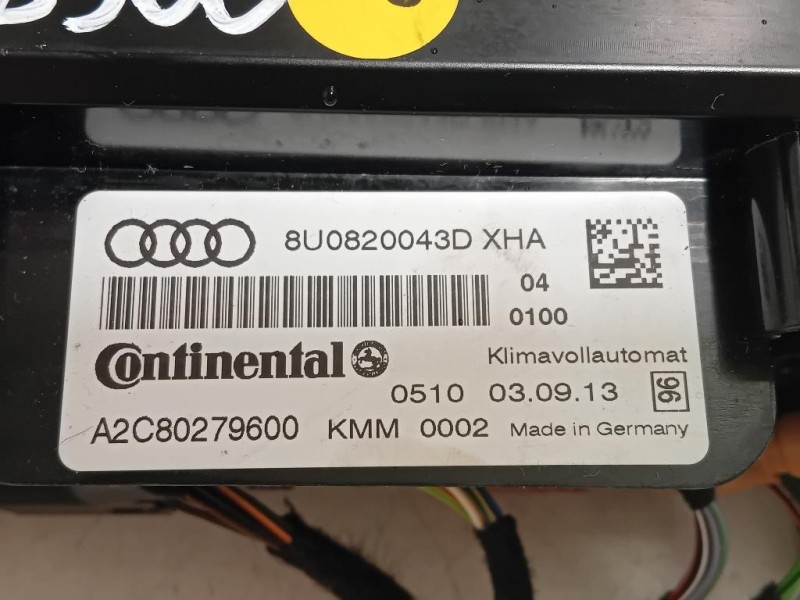 8U0820043D XHA
04
0100
Continental
Klimavollautomat
0510 03.09.13 96
A2C80279600 KMM 0002 Made in Germany